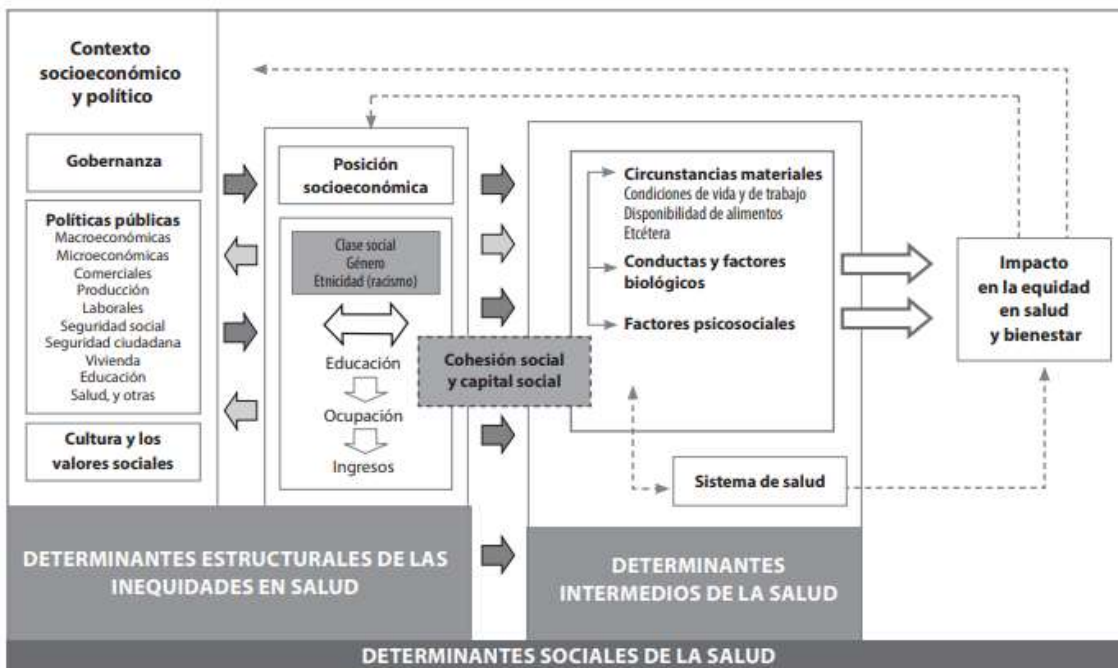 Contexto
socioeconómico
y político
Gobernanza
Políticas públicas
Macroeconómicas
Microeconómicas
Comerciales
Producción
Laborales
Seguridad social
Seguridad ciudadana
Vivienda
Educación
Salud, y otras
Cultura y los
valores sociales
Posición
socioeconómica
Clase social
Género
Etnicidad (racismo)
Educación
Ocupación
Ingresos
Cohesión social
y capital social
Circunstancias materiales
Condiciones de vida y de trabajo
Disponibilidad de alimentos
Etcétera
Conductas y factores
biológicos
Factores psicosociales
Sistema de salud
Impacto
en la equidad
en salud
y bienestar
DETERMINANTES ESTRUCTURALES DE LAS
INEQUIDADES EN SALUD
DETERMINANTES
INTERMEDIOS DE LA SALUD
DETERMINANTES SOCIALES DE LA SALUD